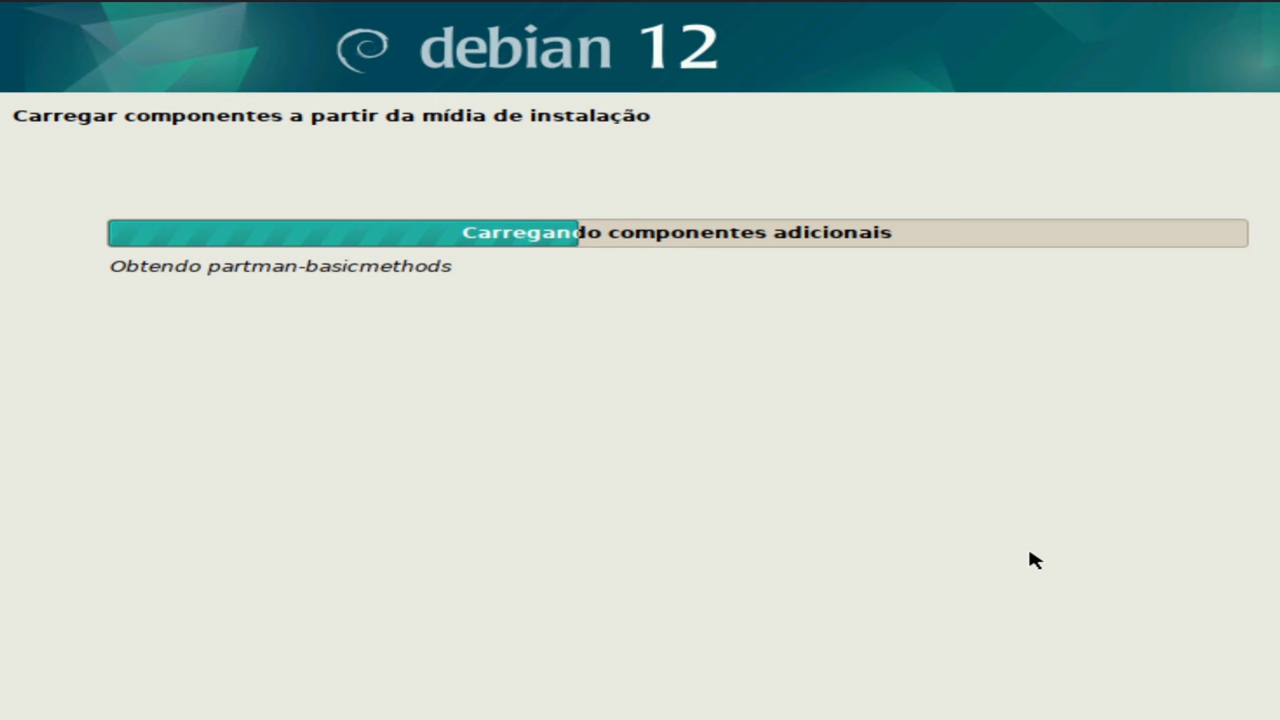 debian 12
Carregar componentes a partir da mídia de instalação
Carregando componentes adicionais
Obtendo partman-basicmethods